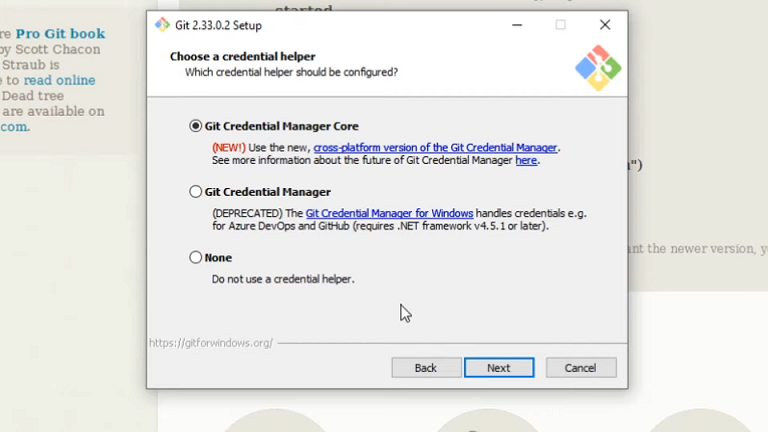 started
re Pro Git book
by Scott Chacon
Straub is
e to read online
Dead tree
are available on
com.
Git 2.33.0.2 Setup
Choose a credential helper
Which credential helper should be configured?
Git Credential Manager Core
(NEW!) Use the new, cross-platform version of the Git Credential Manager.
See more information about the future of Git Credential Manager here.
Git Credential Manager
(DEPRECATED) The Git Credential Manager for Windows handles credentials e.g.
for Azure DevOps and GitHub (requires .NET framework v4.5.1 or later).
None
Do not use a credential helper.
https://gitforwindows.org/
Back
Next
Cancel
")
ant the newer version, yo